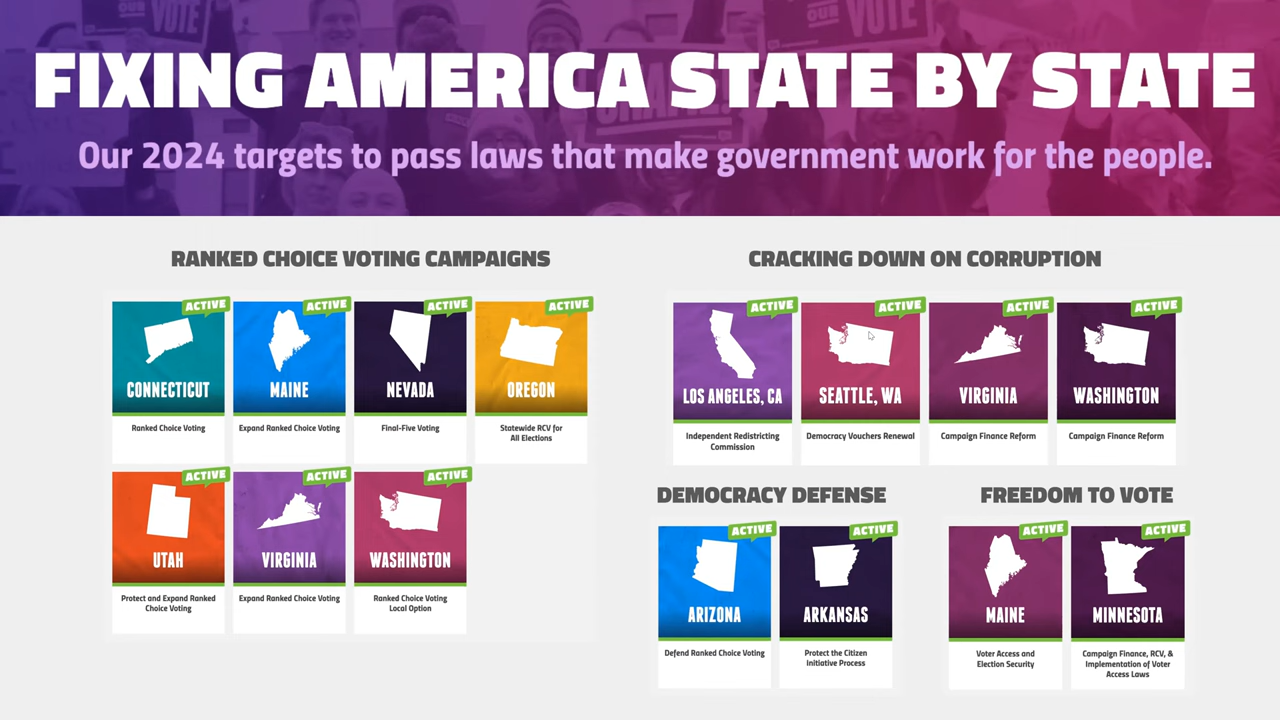 OUR VOTE
FIXING AMERICA STATE BY STATE
Our 2024 targets to pass laws that make government work for the people.
RANKED CHOICE VOTING CAMPAIGNS
ACTIVE ACTIVE ACTIVE ACTIVE
CONNECTICUT MAINE NEVADA OREGON
Ranked Choice Voting Expand Ranked Choice Voting Final-Five Voting Statewide RCV for
All Elections
ACTIVE ACTIVE ACTIVE
UTAH VIRGINIA WASHINGTON
Protect and Expand Ranked Expand Ranked Choice Voting Ranked Choice Voting
Choice Voting Local Option
CRACKING DOWN ON CORRUPTION
ACTIVE ACTIVE ACTIVE ACTIVE
LOS ANGELES, CA SEATTLE, WA VIRGINIA WASHINGTON
Independent Redistricting Democracy Vouchers Renewal Campaign Finance Reform Campaign Finance Reform
Commission
DEMOCRACY DEFENSE
ACTIVE ACTIVE
ARIZONA ARKANSAS
Defend Ranked Choice Voting Protect the Citizen
Initiative Process
FREEDOM TO VOTE
ACTIVE ACTIVE
MAINE MINNESOTA
Voter Access and Campaign Finance, RCV, &
Election Security Implementation of Voter
Access Laws